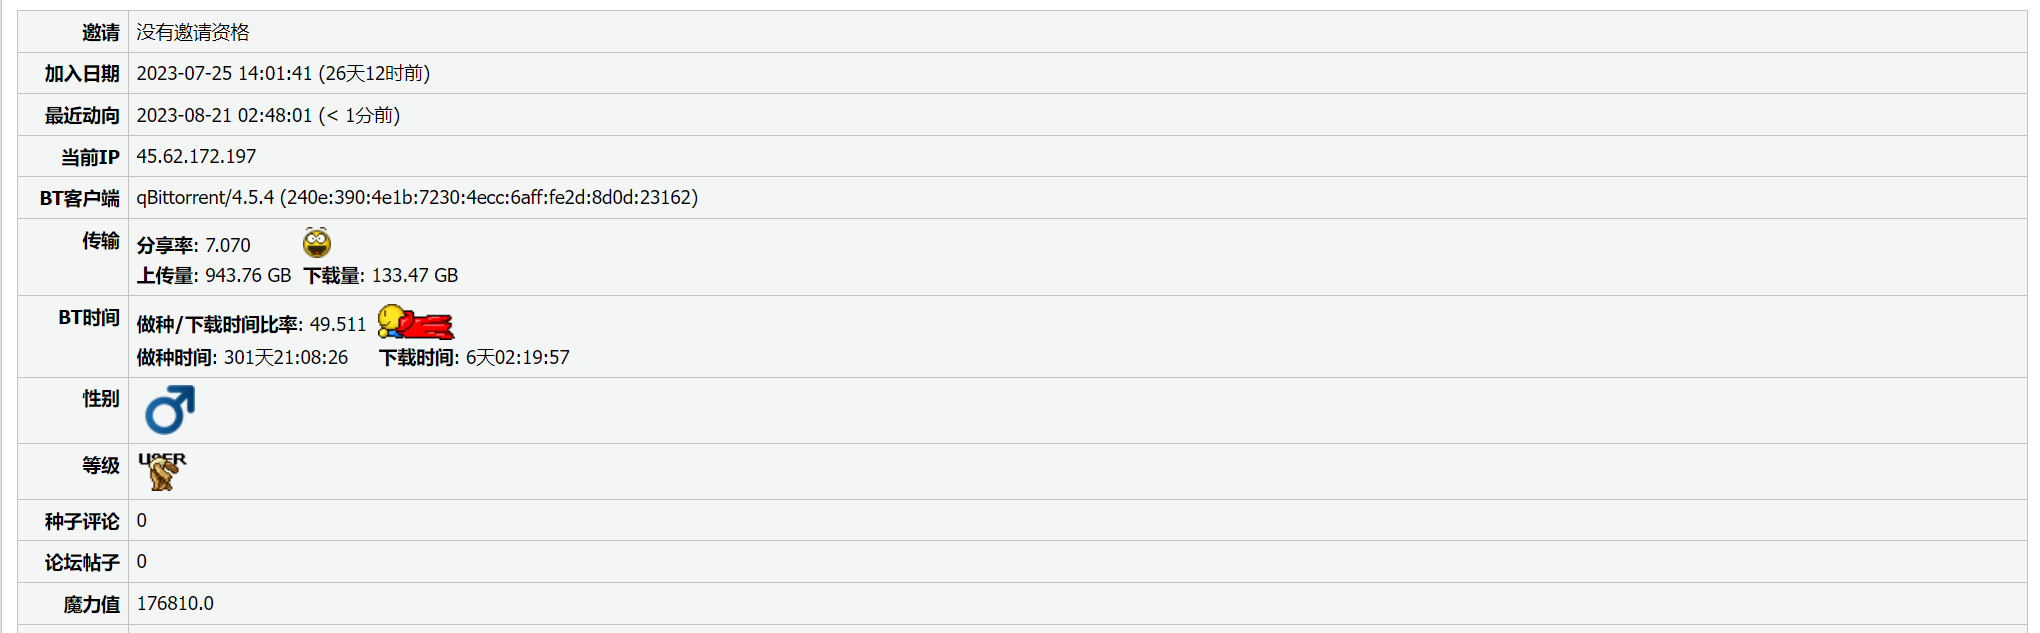 邀请 没有邀请资格
加入日期 2023-07-25 14:01:41 (26天12时前)
最近动向 2023-08-21 02:48:01 (< 1分前)
当前IP 45.62.172.197
BT客户端 qBittorrent/4.5.4 (240e:390:4e1b:7230:4ecc:6aff:fe2d:8d0d:23162)
传输 分享率: 7.070
上传量: 943.76 GB 下载量: 133.47 GB
BT时间 做种/下载时间比率: 49.511
做种时间: 301天21:08:26 下载时间: 6天02:19:57
性别
等级 USER
种子评论 0
论坛帖子 0
魔力值 176810.0